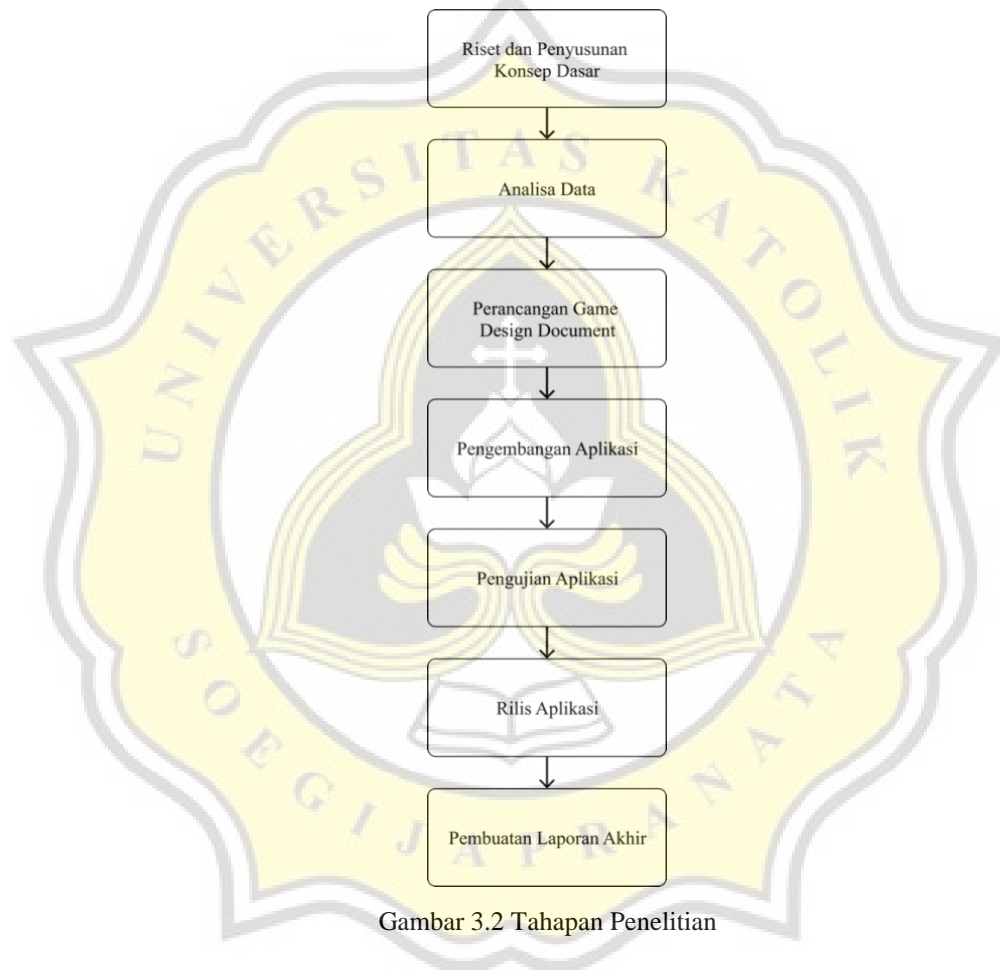 Riset dan Penyusunan
Konsep Dasar
Analisa Data
Perancangan Game
Design Document
Pengembangan Aplikasi
Pengujian Aplikasi
Rilis Aplikasi
Pembuatan Laporan Akhir
Gambar 3.2 Tahapan Penelitian
UNIVERSITAS KATOLIK
SOEGIJAPRANATA